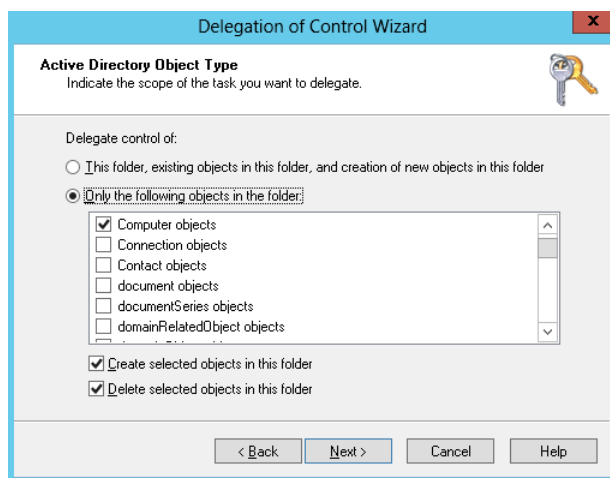 Delegation of Control Wizard
x
Active Directory Object Type
Indicate the scope of the task you want to delegate.
Delegate control of:
This folder, existing objects in this folder, and creation of new objects in this folder
Only the following objects in the folder:
Computer objects
Connection objects
Contact objects
document objects
documentSeries objects
domainRelatedObject objects
Create selected objects in this folder
Delete selected objects in this folder
< Back Next > Cancel Help